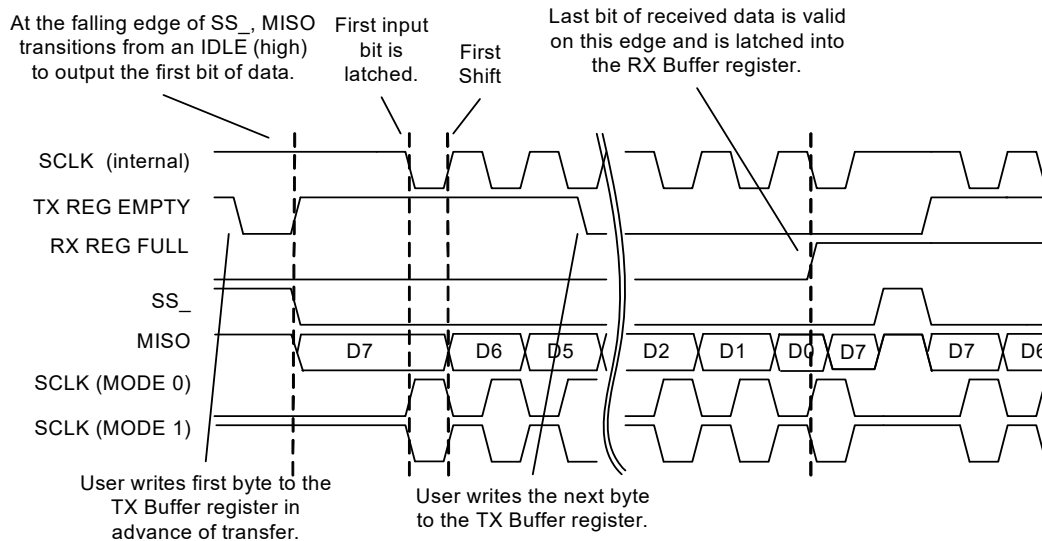 At the falling edge of SS_, MISO
transitions from an IDLE (high)
to output the first bit of data.
First input
bit is
latched.
First
Shift
Last bit of received data is valid
on this edge and is latched into
the RX Buffer register.
SCLK (internal)
TX REG EMPTY
RX REG FULL
SS_
MISO
D7
D6
D5
D2
D1
D0
D7
D7
D6
SCLK (MODE 0)
SCLK (MODE 1)
User writes first byte to the
TX Buffer register in
advance of transfer.
User writes the next byte
to the TX Buffer register.